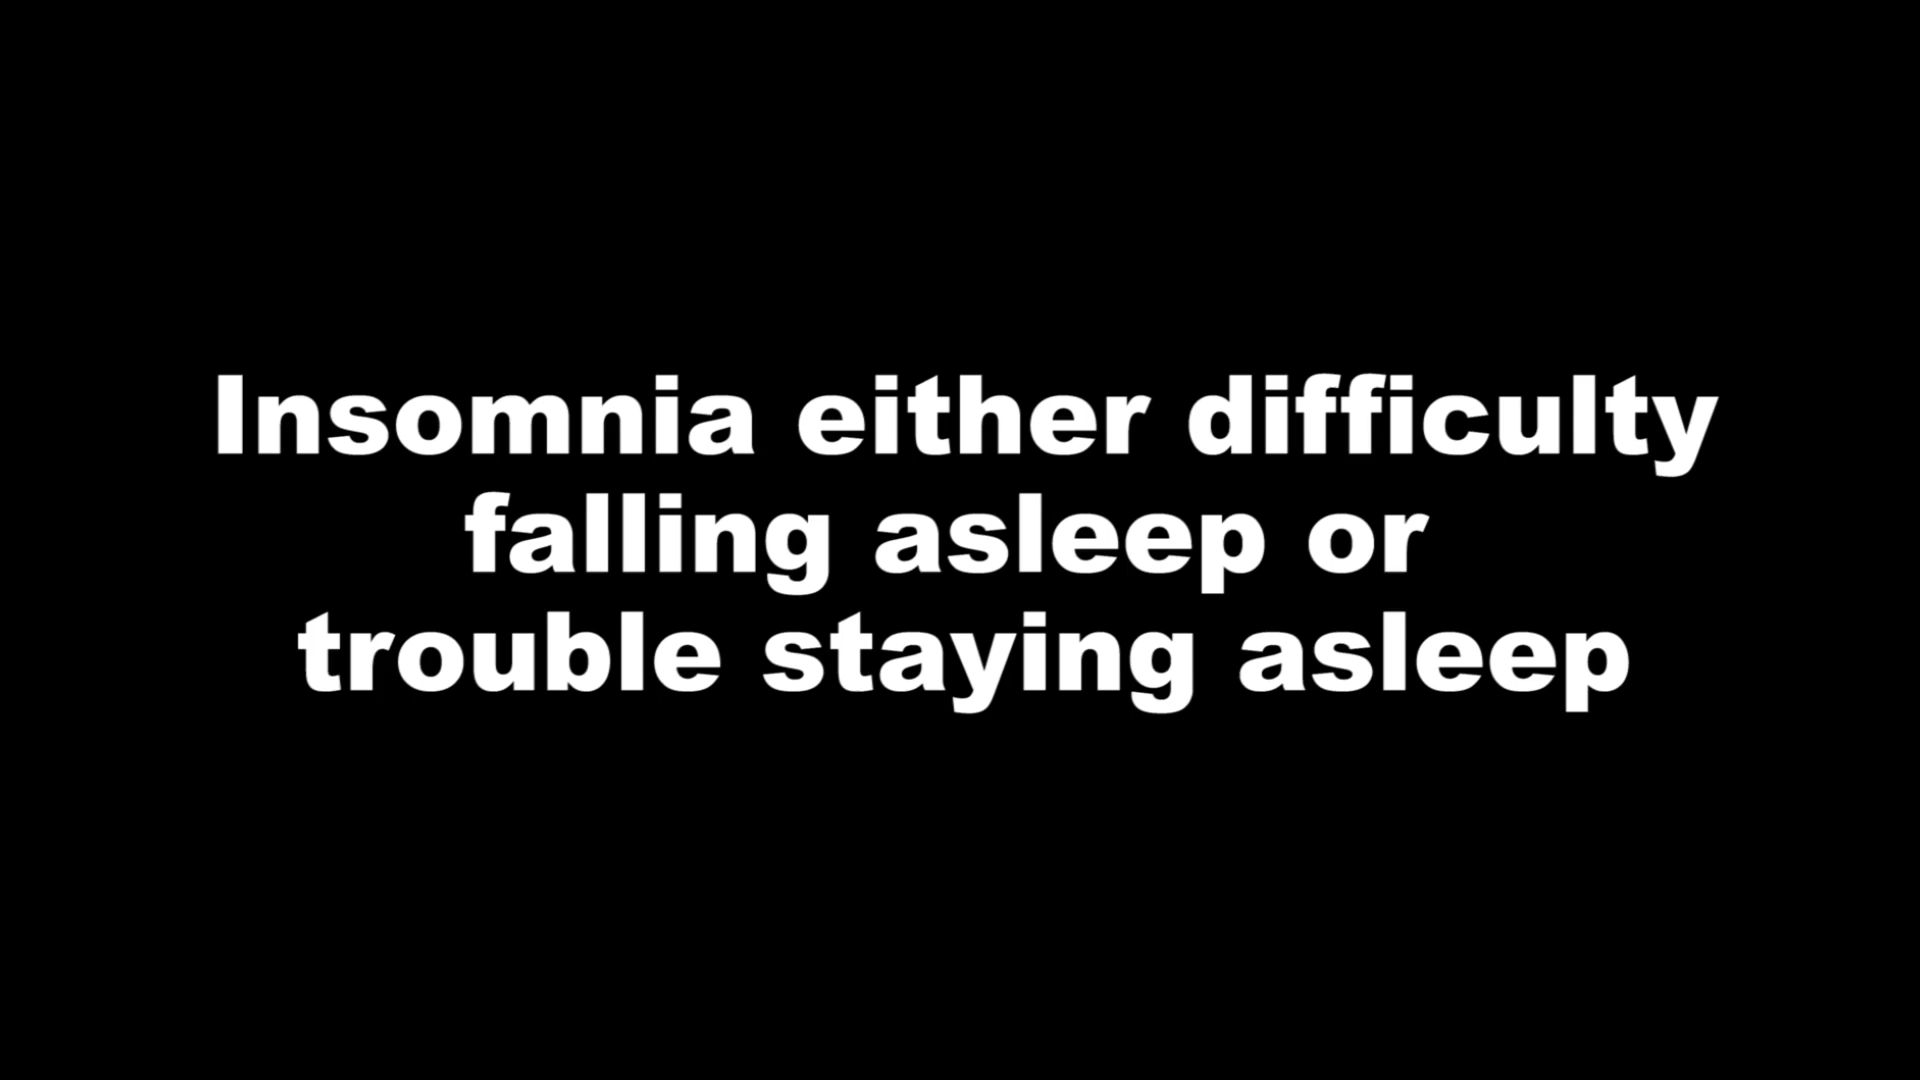 Insomnia either difficulty
falling asleep or
trouble staying asleep